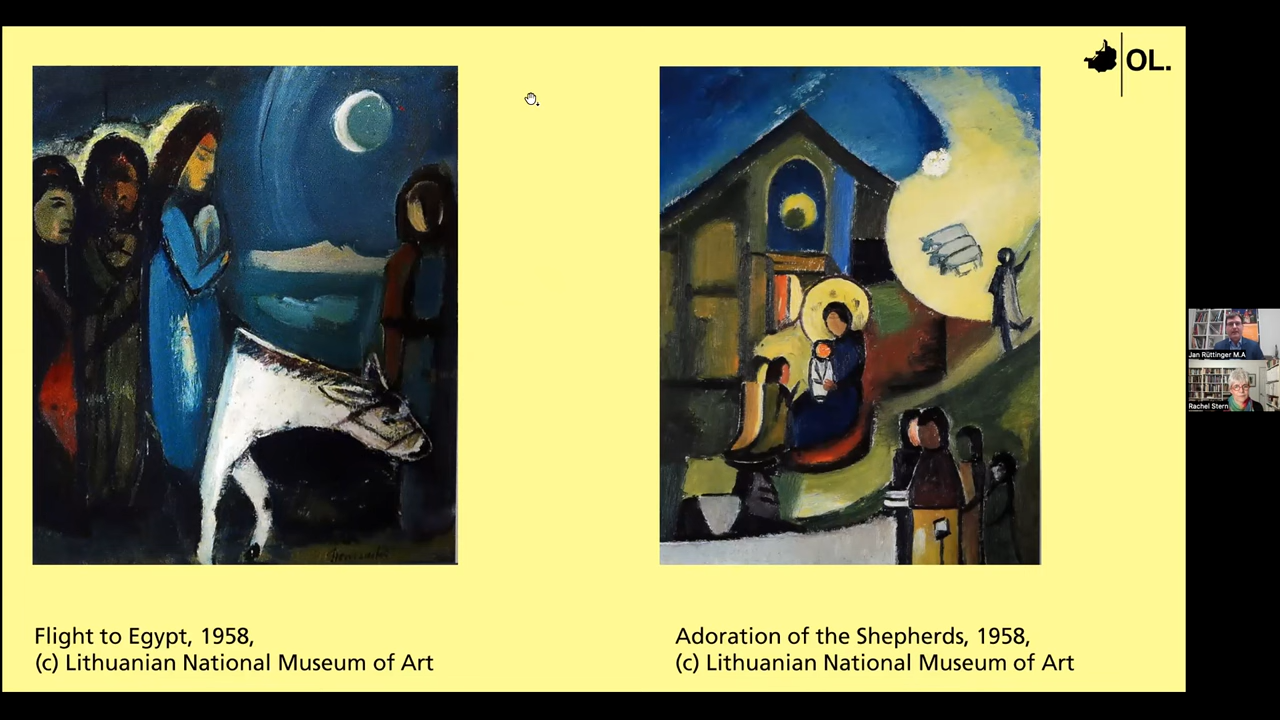 OL.
Flight to Egypt, 1958,
(c) Lithuanian National Museum of Art
Adoration of the Shepherds, 1958,
(c) Lithuanian National Museum of Art
Jan Rüttinger M.A
Rachel Stern